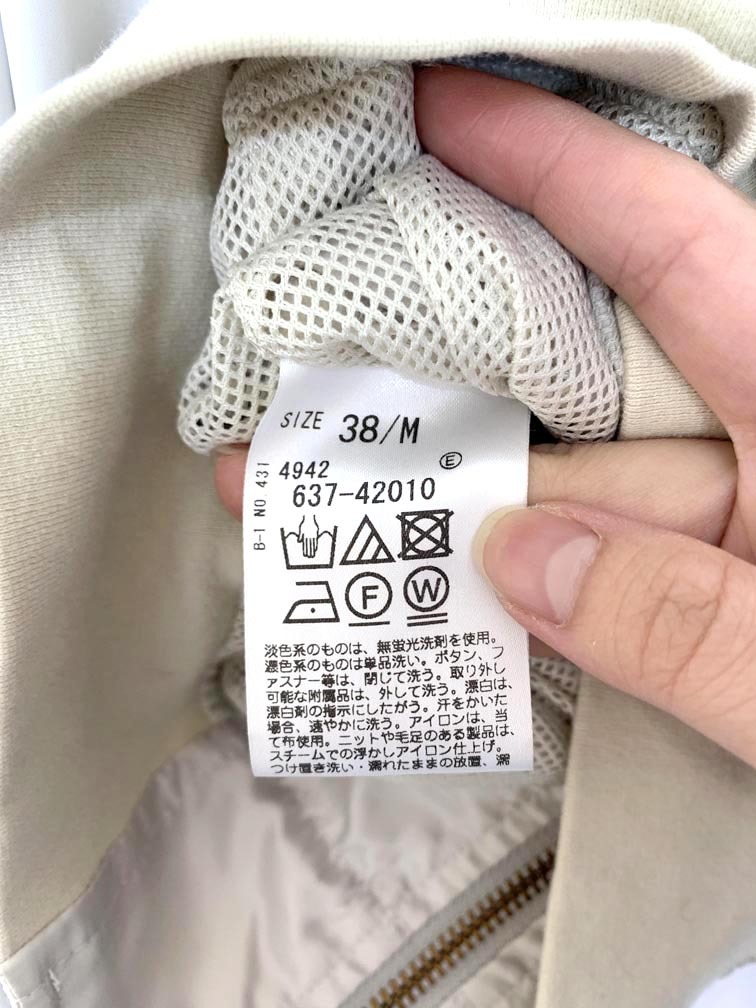 SIZE 38/M
B-1 NO.431
4942
Ⓔ
637-42010
F W
淡色系のものは、無蛍光洗剤を使用。
濃色系のものは単品洗い。ボタン、フ
ァスナー等は、閉じて洗う。取り外し
可能な附属品は、外して洗う。漂白は、
漂白剤の指示にしたがう。汗をかいた
場合、速やかに洗う。アイロンは、当
て布使用。ニットや毛足のある製品は、
スチームでの浮かしアイロン仕上げ。
つけ置き洗い・濡れたままの放置、濡